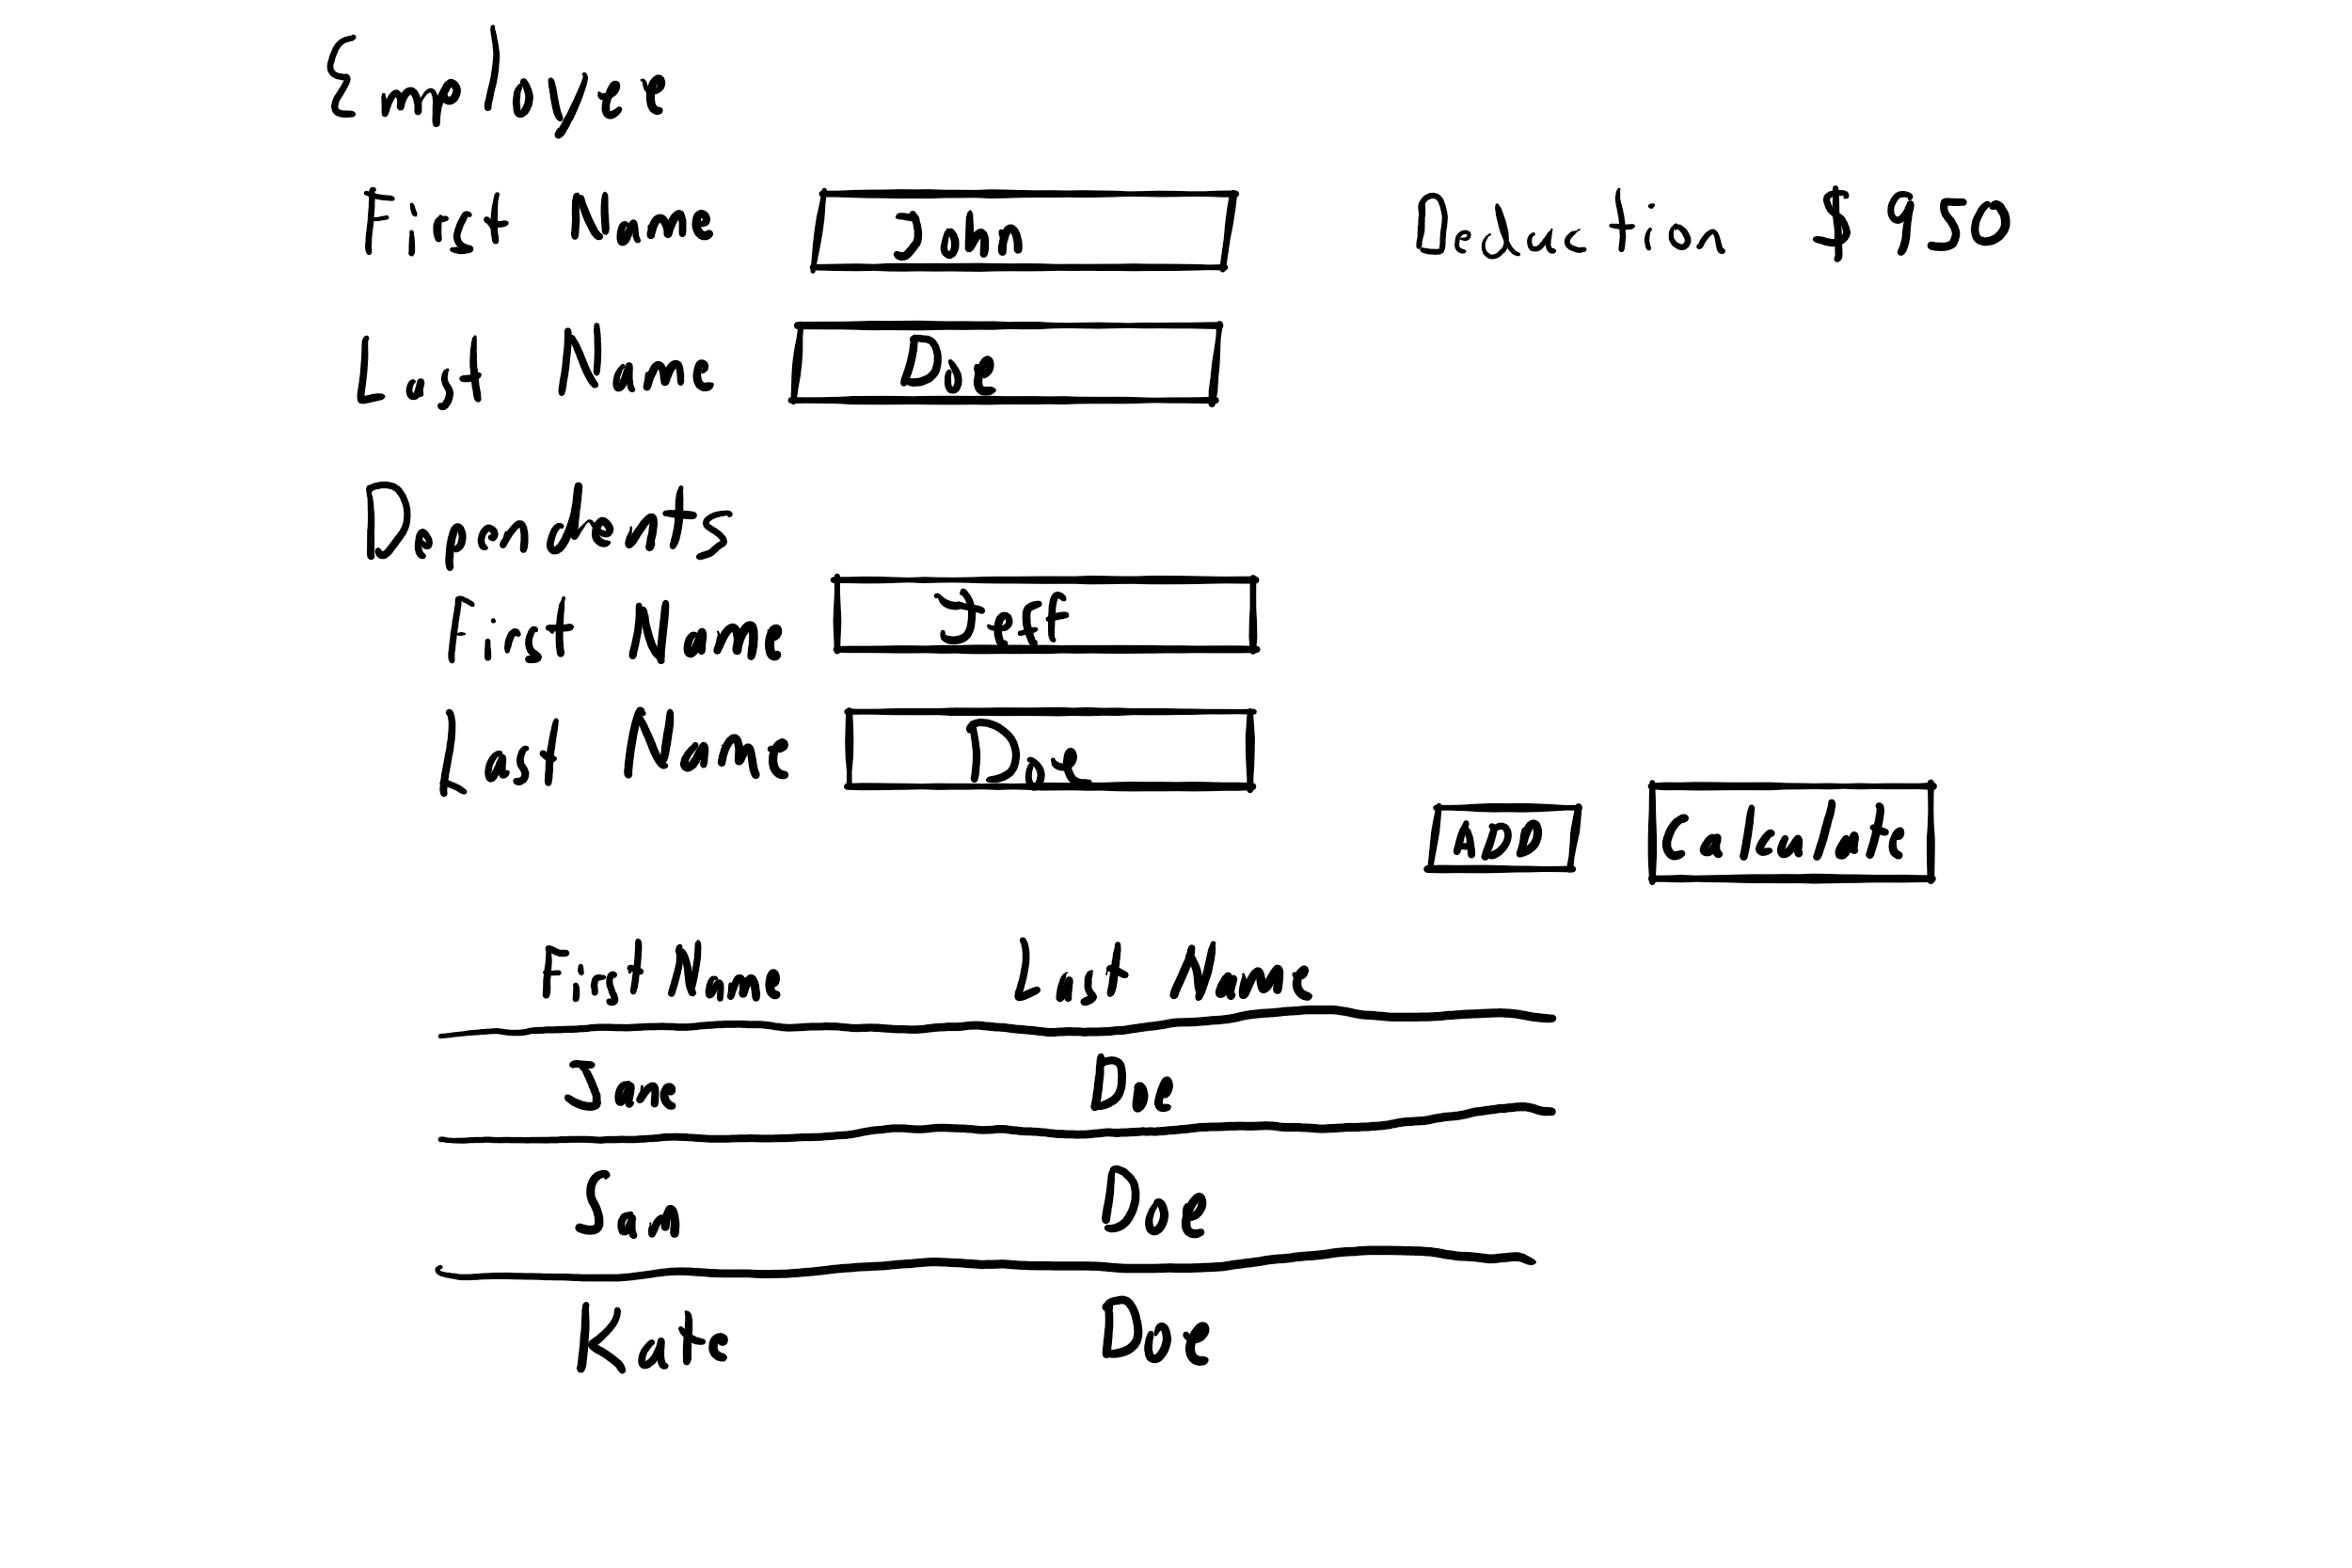 Employee
First Name John Deduction $950
Last Name Doe
Dependents
First Name Jeff
Last Name Doe
ADD Calculate
First Name Last Name
Jane Doe
Sam Doe
Kate Doe